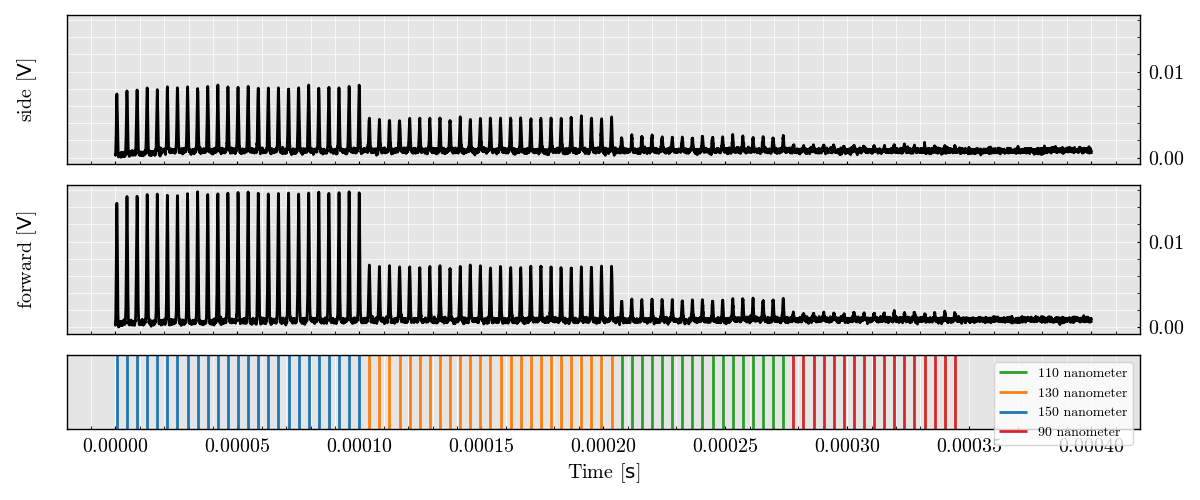 side [V]
0.01
0.00
forward [V]
0.01
0.00
110 nanometer
130 nanometer
150 nanometer
90 nanometer
0.00000
0.00005
0.00010
0.00015
0.00020
0.00025
0.00030
0.00035
0.00040
Time [s]